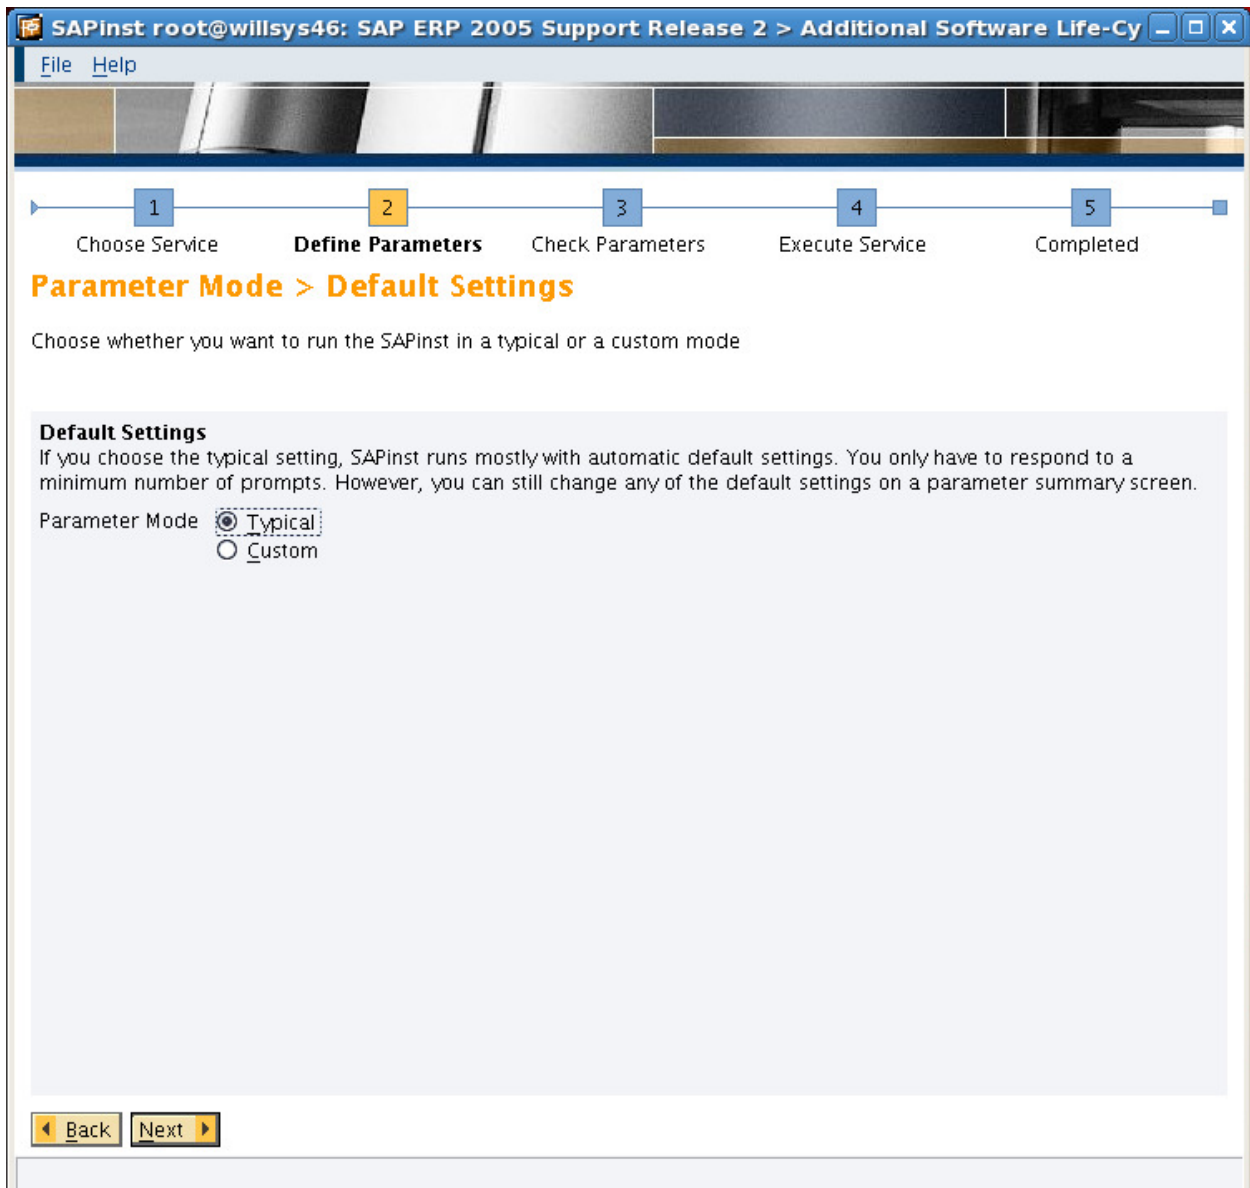 SAPinst root@willsys46: SAP ERP 2005 Support Release 2 > Additional Software Life-Cy
File Help
1 2 3 4 5
Choose Service Define Parameters Check Parameters Execute Service Completed
Parameter Mode > Default Settings
Choose whether you want to run the SAPinst in a typical or a custom mode
Default Settings
If you choose the typical setting, SAPinst runs mostly with automatic default settings. You only have to respond to a
minimum number of prompts. However, you can still change any of the default settings on a parameter summary screen.
Parameter Mode Typical
Custom
Back Next